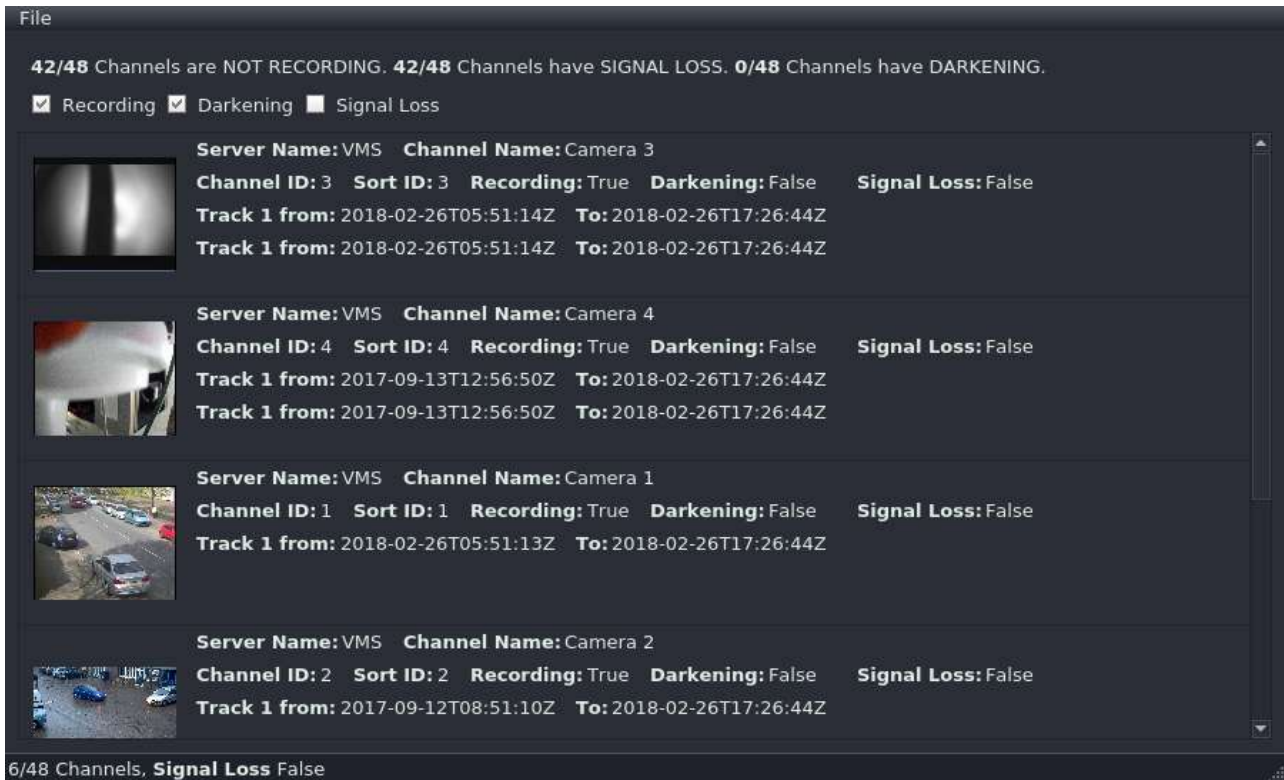 File
42/48 Channels are NOT RECORDING. 42/48 Channels have SIGNAL LOSS. 0/48 Channels have DARKENING.
Recording Darkening Signal Loss
Server Name: VMS Channel Name: Camera 3
Channel ID: 3 Sort ID: 3 Recording: True Darkening: False Signal Loss: False
Track 1 from: 2018-02-26T05:51:14Z To: 2018-02-26T17:26:44Z
Track 1 from: 2018-02-26T05:51:14Z To: 2018-02-26T17:26:44Z
Server Name: VMS Channel Name: Camera 4
Channel ID: 4 Sort ID: 4 Recording: True Darkening: False Signal Loss: False
Track 1 from: 2017-09-13T12:56:50Z To: 2018-02-26T17:26:44Z
Track 1 from: 2017-09-13T12:56:50Z To: 2018-02-26T17:26:44Z
Server Name: VMS Channel Name: Camera 1
Channel ID: 1 Sort ID: 1 Recording: True Darkening: False Signal Loss: False
Track 1 from: 2018-02-26T05:51:13Z To: 2018-02-26T17:26:44Z
Server Name: VMS Channel Name: Camera 2
Channel ID: 2 Sort ID: 2 Recording: True Darkening: False Signal Loss: False
Track 1 from: 2017-09-12T08:51:10Z To: 2018-02-26T17:26:44Z
6/48 Channels, Signal Loss False